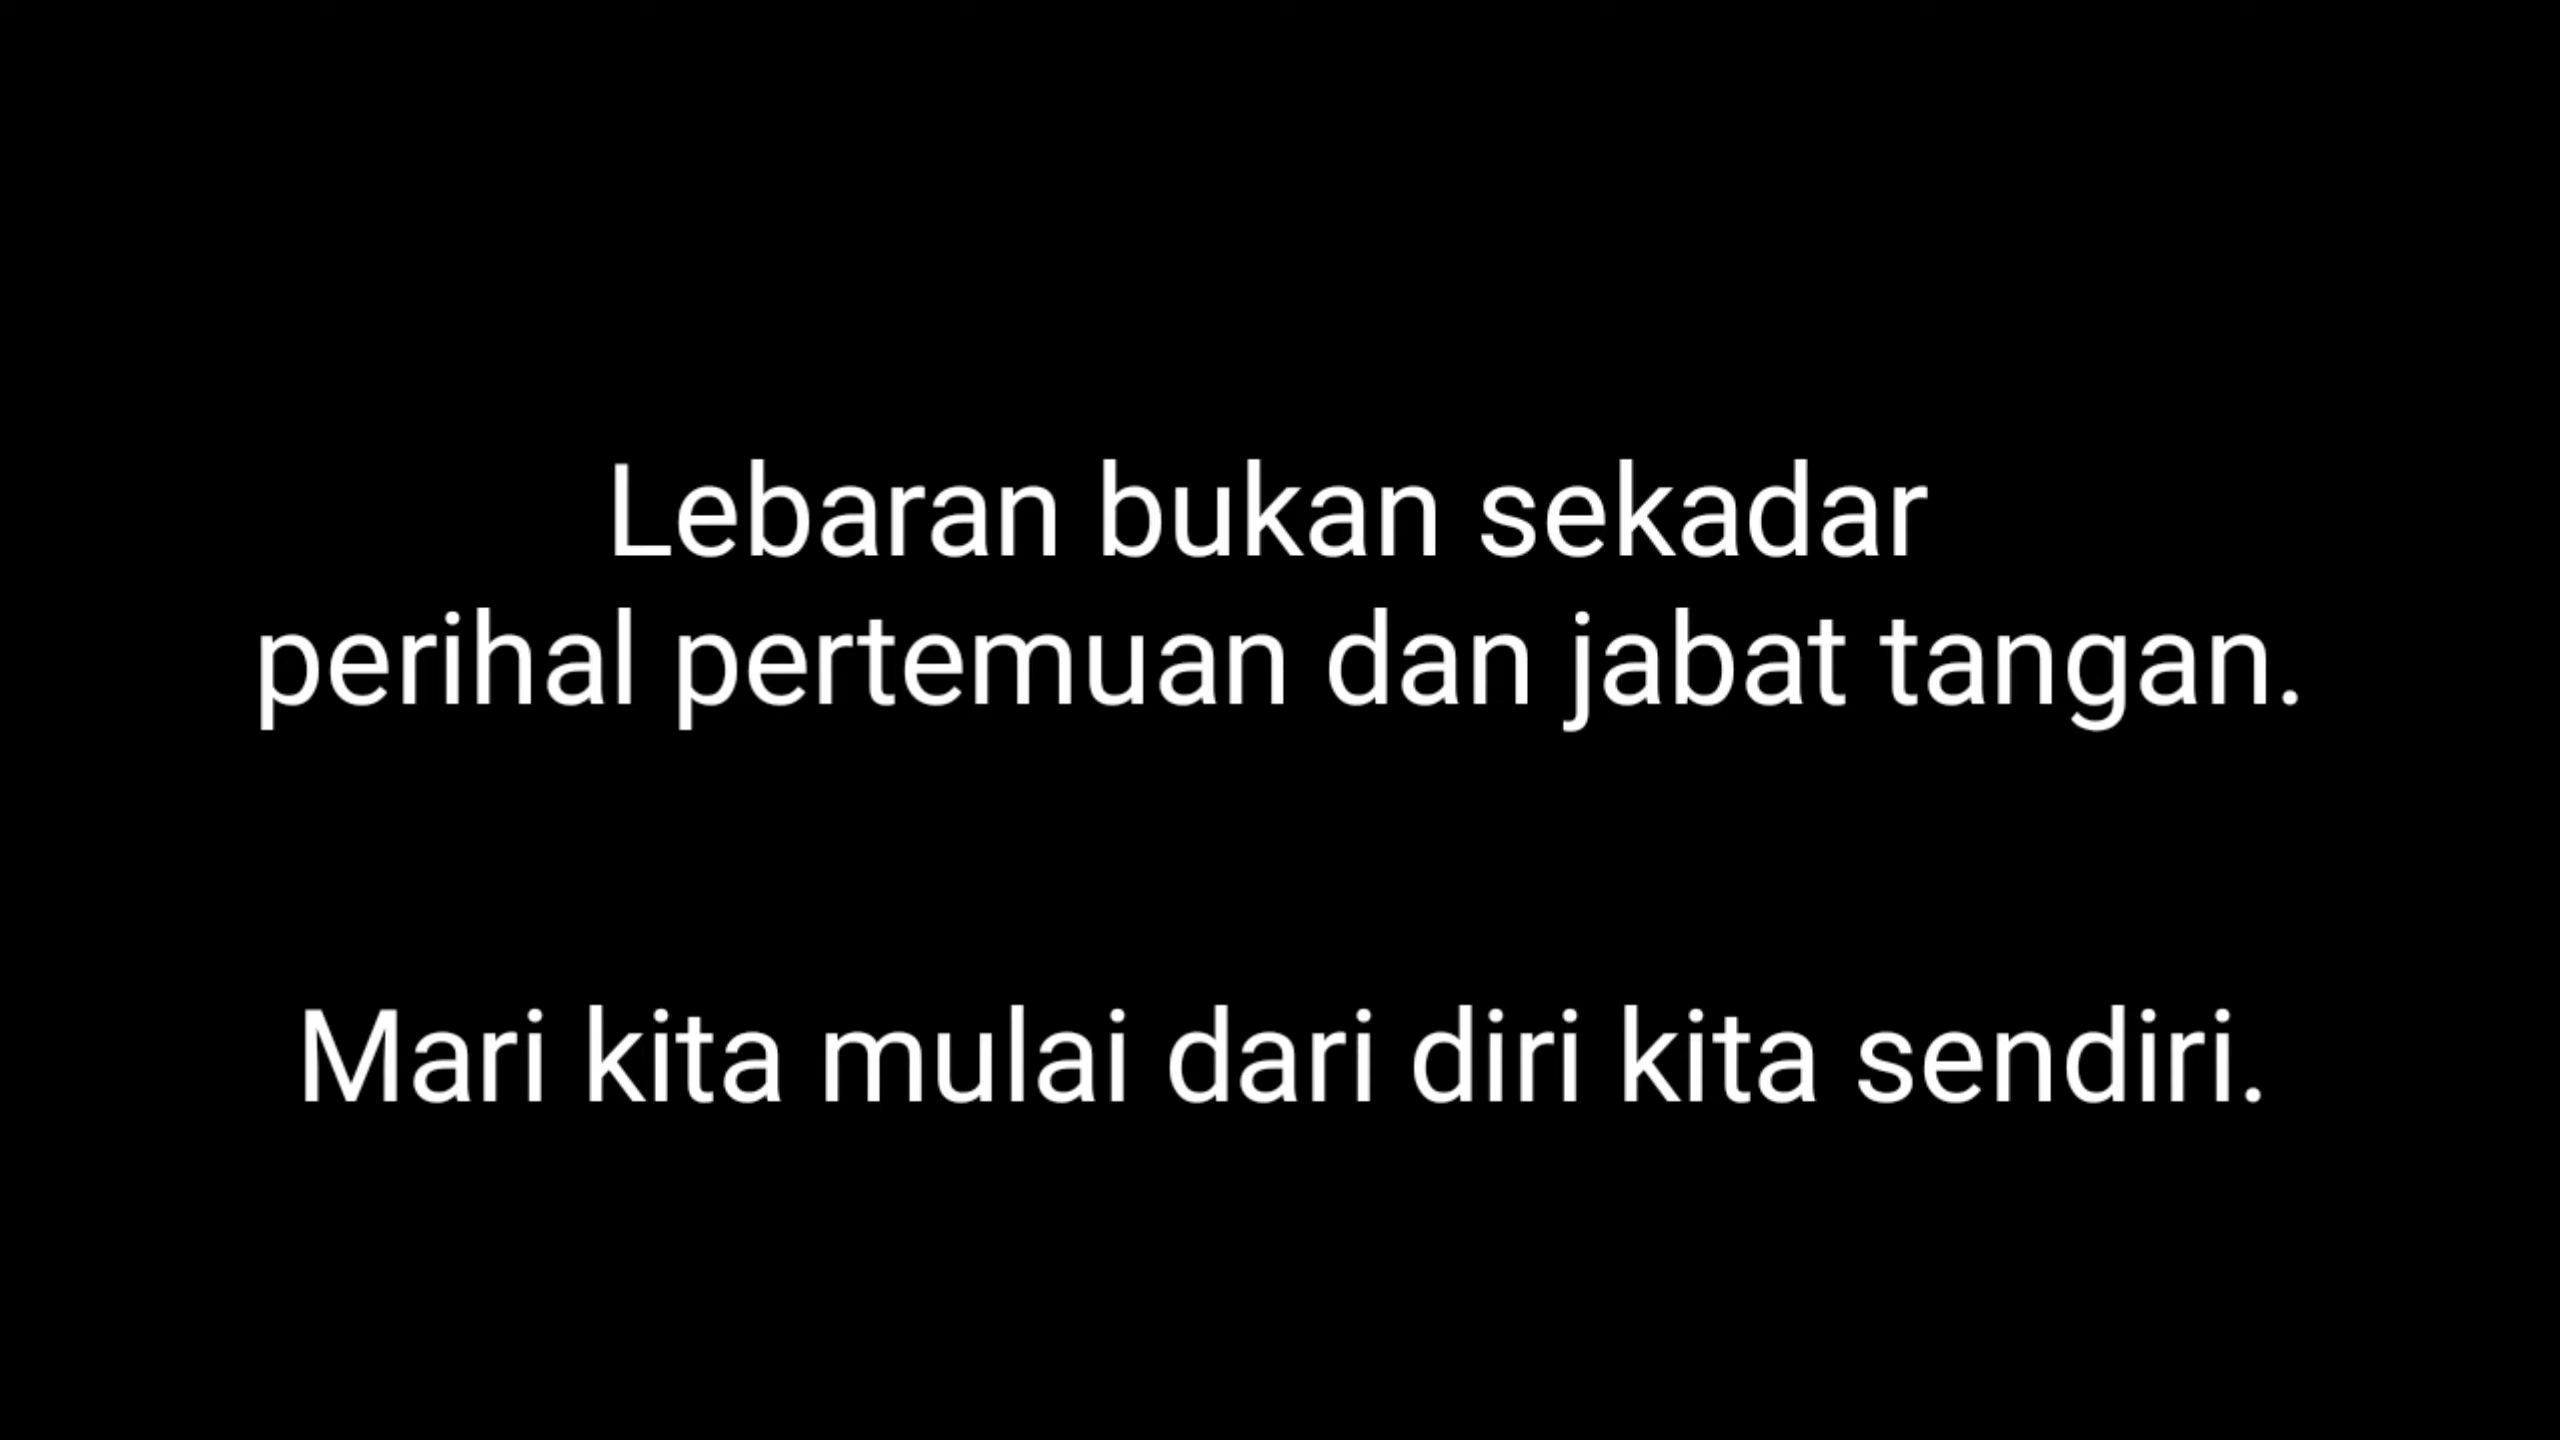 Lebaran bukan sekadar
perihal pertemuan dan jabat tangan.
Mari kita mulai dari diri kita sendiri.